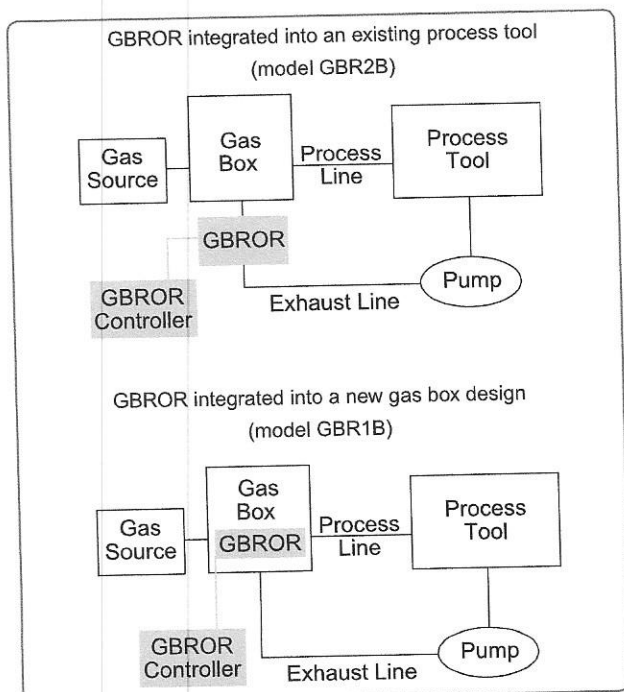 GBROR integrated into an existing process tool
(model GBR2B)
Gas
Source
Gas
Box
Process
Line
Process
Tool
GBROR
GBROR
Controller
Exhaust Line
Pump
GBROR integrated into a new gas box design
(model GBR1B)
Gas
Source
Gas
Box
GBROR
Process
Line
Process
Tool
GBROR
Controller
Exhaust Line
Pump